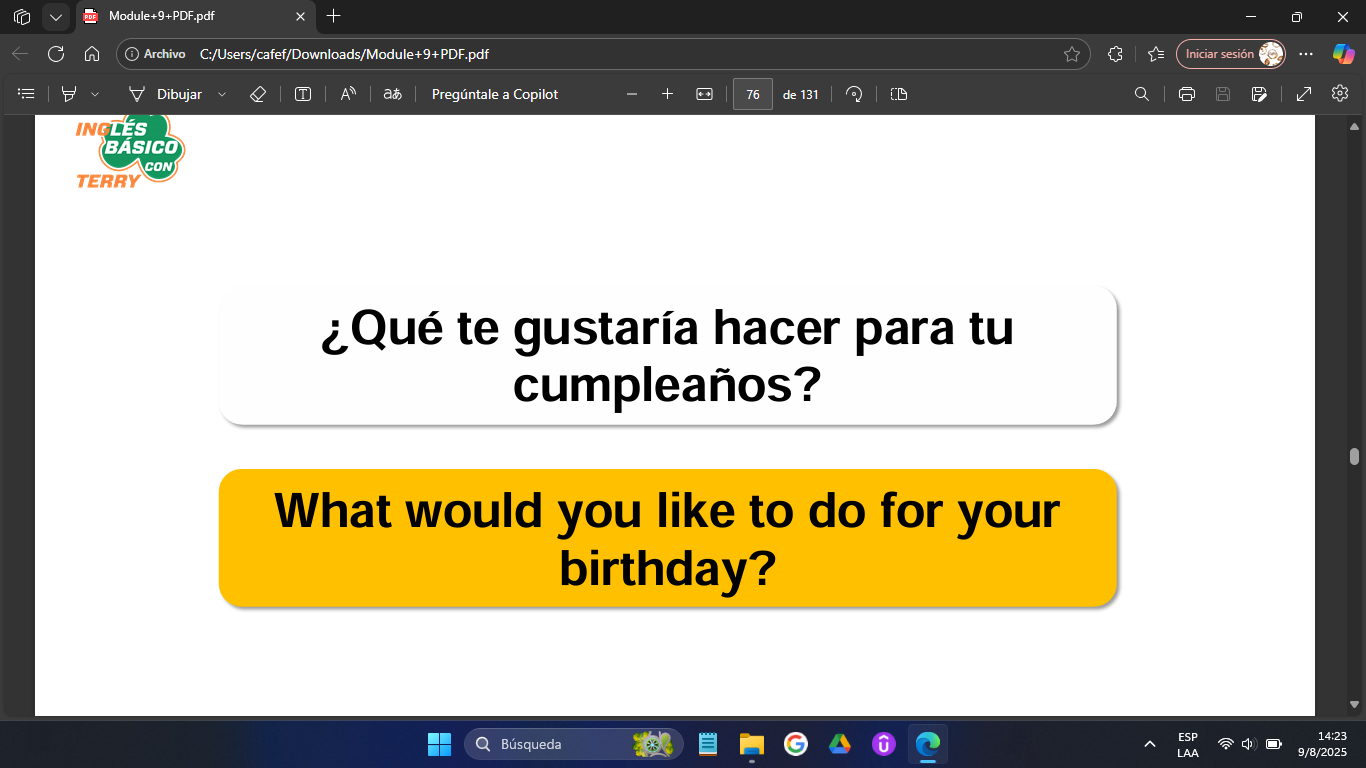 Module+9+PDF.pdf
Archivo C:/Users/cafef/Downloads/Module+9+PDF.pdf Iniciar sesión
Dibujar aあ Pregúntale a Copilot 76 de 131
INGLÉS
BÁSICO
CON
TERRY
¿Qué te gustaría hacer para tu
cumpleaños?
What would you like to do for your
birthday?
Búsqueda
ESP
LAA
14:23
9/8/2025